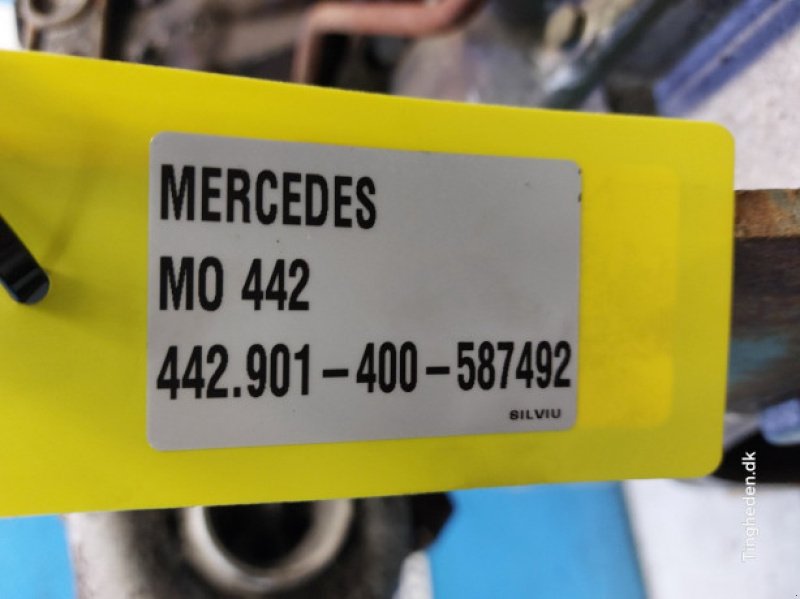 MERCEDES
MO 442
442.901-400-587492
SILVIU
Tingheden.dk